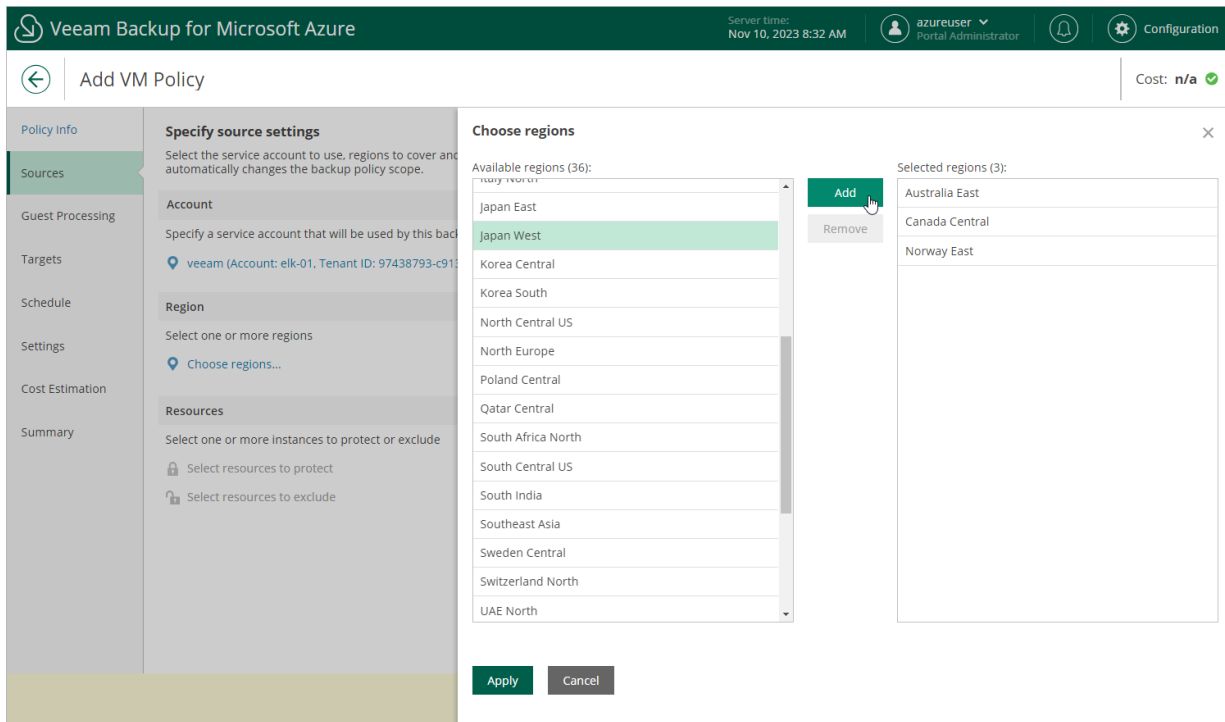 Veeam Backup for Microsoft Azure
Server time:
Nov 10, 2023 8:32 AM
azureuser
Portal Administrator
Configuration
Add VM Policy
Cost: n/a
Policy Info
Sources
Guest Processing
Targets
Schedule
Settings
Cost Estimation
Summary
Specify source settings
Select the service account to use, regions to cover and
automatically changes the backup policy scope.
Account
Specify a service account that will be used by this back
veeam (Account: elk-01, Tenant ID: 97438793-c913
Region
Select one or more regions
Choose regions...
Resources
Select one or more instances to protect or exclude
Select resources to protect
Select resources to exclude
Choose regions
Available regions (36):
Italy North
Japan East
Japan West
Korea Central
Korea South
North Central US
North Europe
Poland Central
Qatar Central
South Africa North
South Central US
South India
Southeast Asia
Sweden Central
Switzerland North
UAE North
Add
Remove
Selected regions (3):
Australia East
Canada Central
Norway East
Apply
Cancel